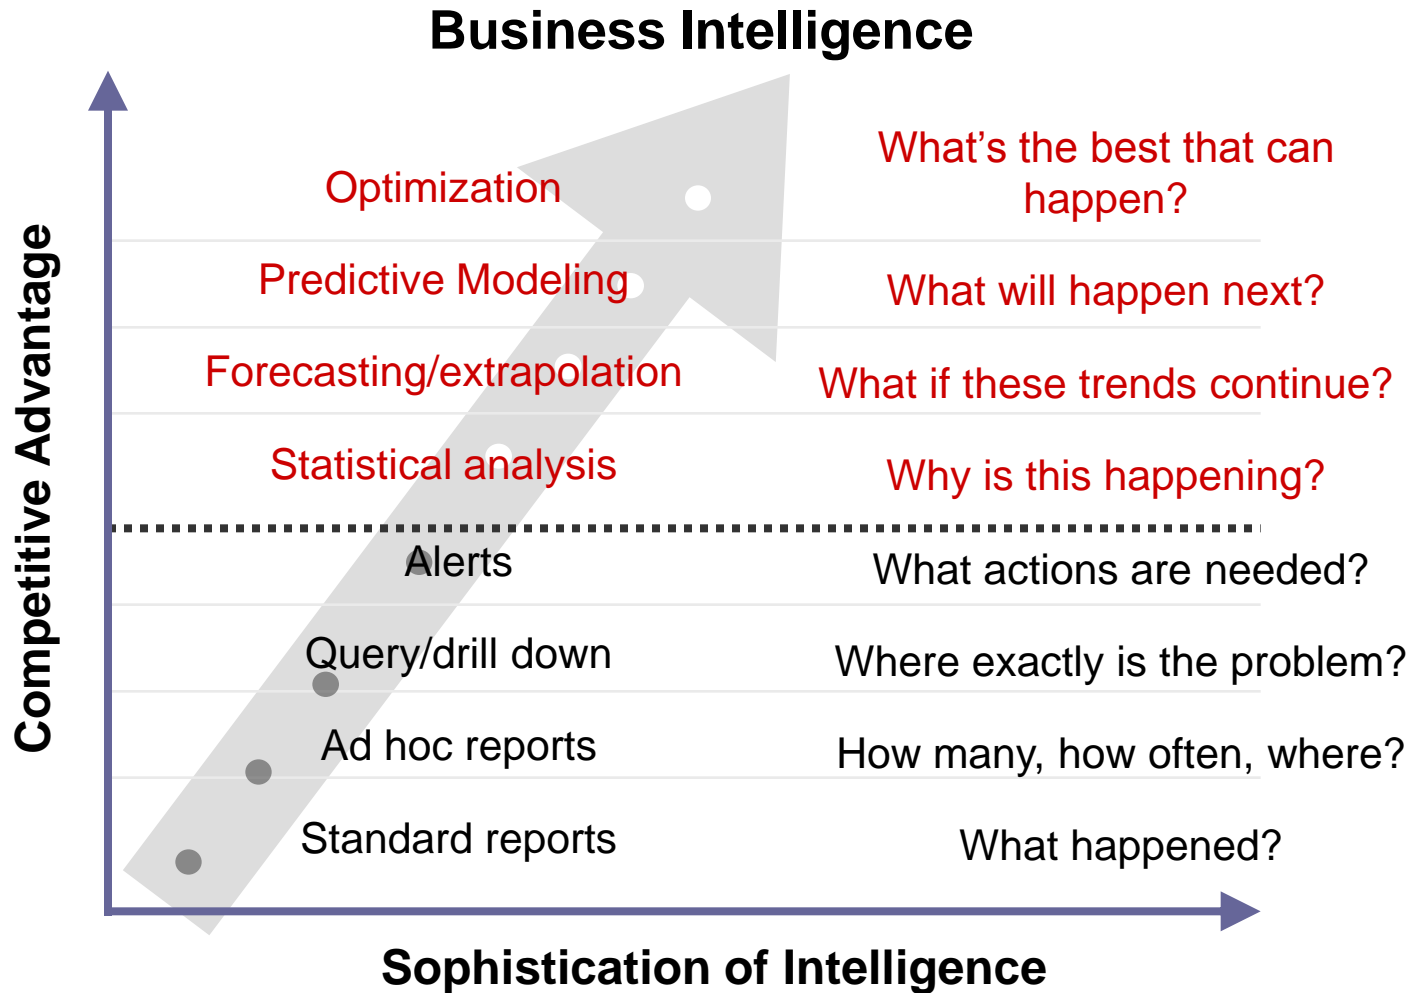 Business Intelligence
Competitive Advantage
Optimization
What’s the best that can
happen?
Predictive Modeling
What will happen next?
Forecasting/extrapolation
What if these trends continue?
Statistical analysis
Why is this happening?
Alerts
What actions are needed?
Query/drill down
Where exactly is the problem?
Ad hoc reports
How many, how often, where?
Standard reports
What happened?
Sophistication of Intelligence